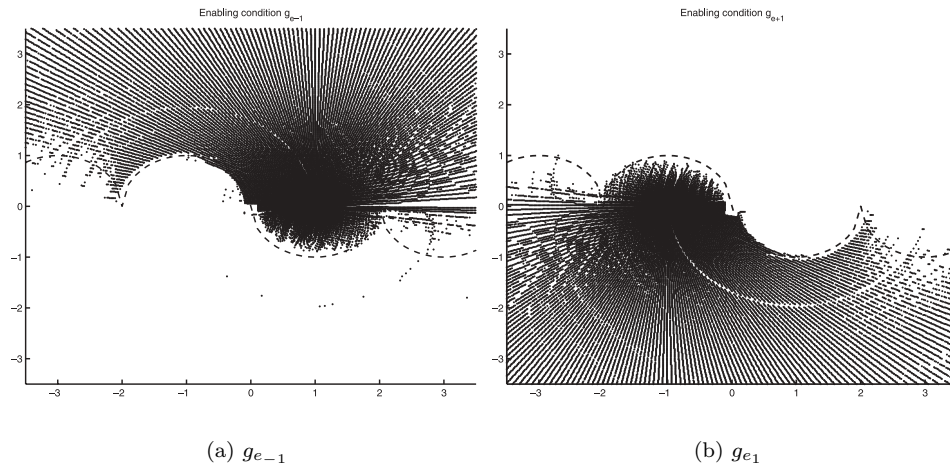 Enabling condition g_{e−1}
3
2
1
0
−1
−2
−3
−3 −2 −1 0 1 2 3
(a) g_{e_{−1}}
Enabling condition g_{e+1}
3
2
1
0
−1
−2
−3
−3 −2 −1 0 1 2 3
(b) g_{e_1}